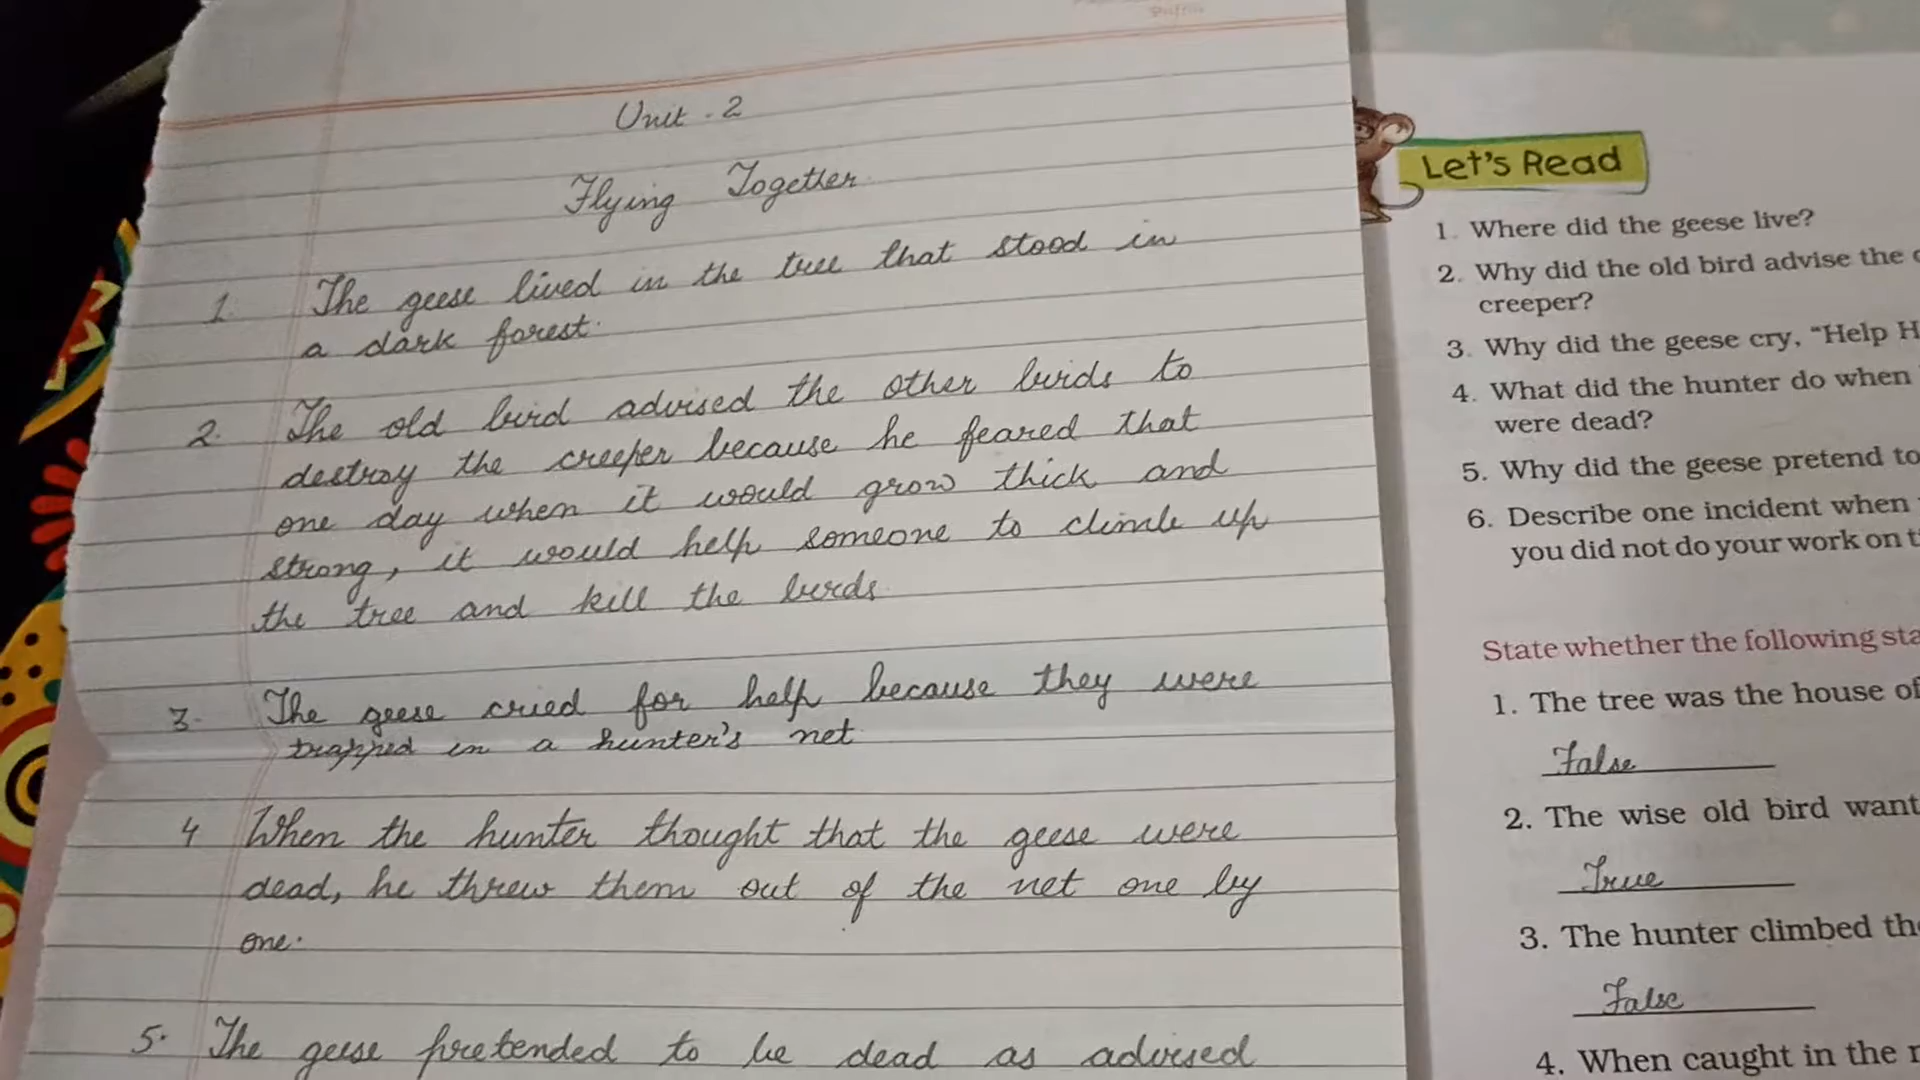 Unit - 2
Flying Together
1. The geese lived in the tree that stood in
a dark forest.
2. The old bird advised the other birds to
destroy the creeper because he feared that
one day when it would grow thick and
strong, it would help someone to climb up
the tree and kill the birds.
3. The geese cried for help because they were
trapped in a hunter's net
4 When the hunter thought that the geese were
dead, he threw them out of the net one by
one.
5. The geese pretended to be dead as advised
Let's Read
1. Where did the geese live?
2. Why did the old bird advise the
creeper?
3. Why did the geese cry, "Help H
4. What did the hunter do when
were dead?
5. Why did the geese pretend to
6. Describe one incident when
you did not do your work on t
State whether the following sta
1. The tree was the house of
False
2. The wise old bird want
True
3. The hunter climbed the
False
4. When caught in the